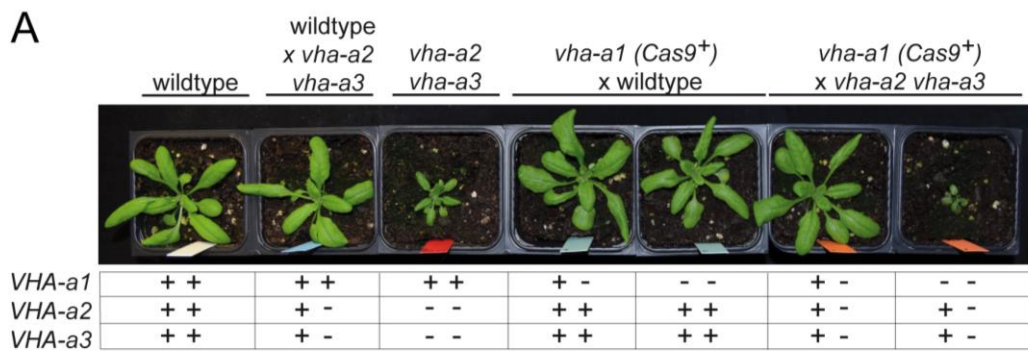 A
wildtype
wildtype
x vha-a2
vha-a3
vha-a2
vha-a3
vha-a1 (Cas9⁺)
x wildtype
vha-a1 (Cas9⁺)
x vha-a2 vha-a3
VHA-a1 + + + + + + + - - - + - - -
VHA-a2 + + + - - - + + + + + - + -
VHA-a3 + + + - - - + + + + + - + -